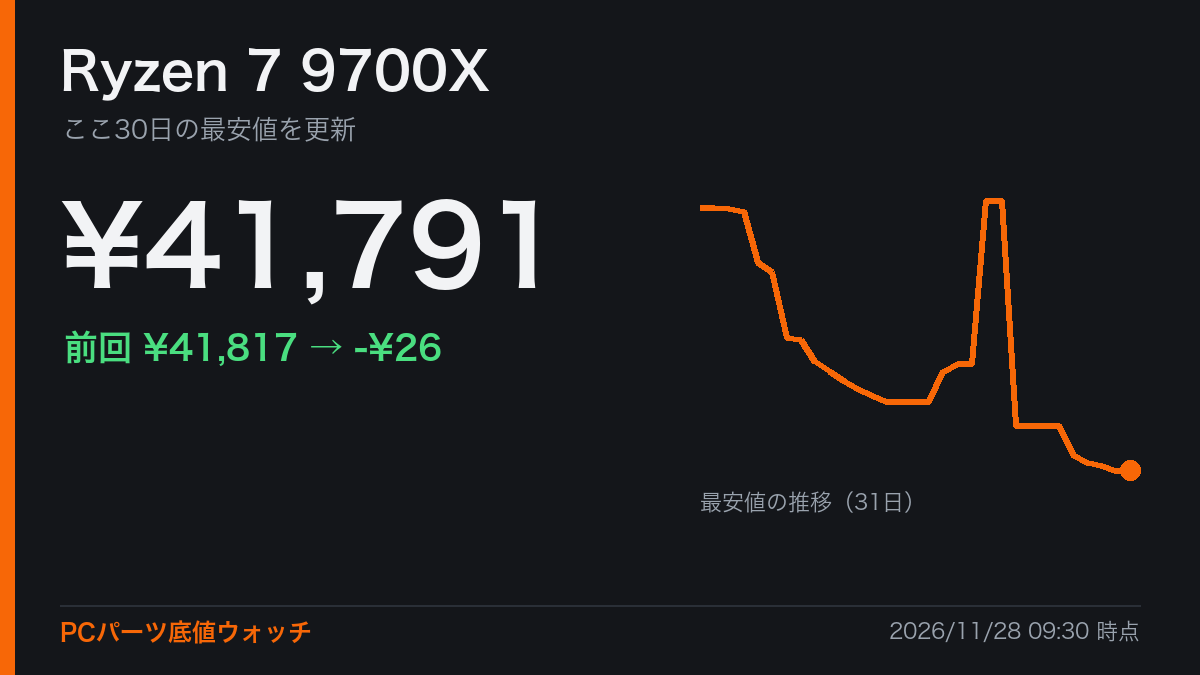 Ryzen 7 9700X
ここ30日の最安値を更新
¥41,791
前回 ¥41,817 → -¥26
最安値の推移（31日）
PCパーツ底値ウォッチ
2026/11/28 09:30 時点